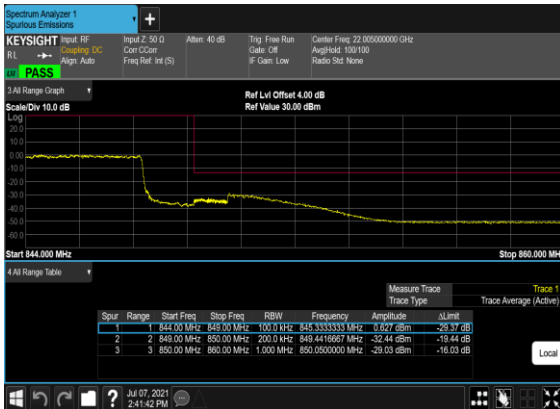 Spectrum Analyzer 1
Spurious Emissions
+
KEYSIGHT Input: RF Input Z: 50 Ω Atten: 40 dB Trig: Free Run Center Freq: 22.005000000 GHz
RL Coupling: DC Corr CCorr Gate: Off Avg|Hold: 100/100
Align: Auto Freq Ref: Int (S) IF Gain: Low Radio Std: None
PASS
3 All Range Graph
Ref Lvl Offset 4.00 dB
Scale/Div 10.0 dB Ref Value 30.00 dBm
Log
20.0
10.0
0.00
-10.0
-20.0
-30.0
-40.0
-50.0
-60.0
Start 844.000 MHz Stop 860.000 MH
4 All Range Table
Measure Trace Trace 1
Trace Type Trace Average (Active)
Spur Range Start Freq Stop Freq RBW Frequency Amplitude ΔLimit
1 1 844.00 MHz 849.00 MHz 100.0 kHz 845.3333333 MHz 0.627 dBm -29.37 dB
2 2 849.00 MHz 850.00 MHz 200.0 kHz 849.4416667 MHz -32.44 dBm -19.44 dB
3 3 850.00 MHz 860.00 MHz 1.000 MHz 850.0500000 MHz -29.03 dBm -16.03 dB
Local
? Jul 07, 2021
2:41:42 PM